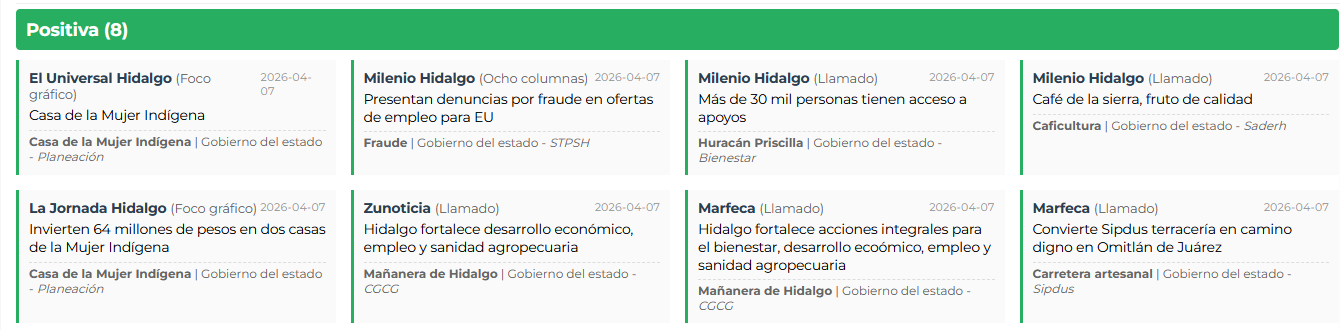 Positiva (8)
El Universal Hidalgo (Foco gráfico) 2026-04-07
Casa de la Mujer Indígena
Casa de la Mujer Indígena | Gobierno del estado
- Planeación
Milenio Hidalgo (Ocho columnas) 2026-04-07
Presentan denuncias por fraude en ofertas
de empleo para EU
Fraude | Gobierno del estado - STPSH
Milenio Hidalgo (Llamado) 2026-04-07
Más de 30 mil personas tienen acceso a
apoyos
Huracán Priscilla | Gobierno del estado -
Bienestar
Milenio Hidalgo (Llamado) 2026-04-07
Café de la sierra, fruto de calidad
Caficultura | Gobierno del estado - Saderh
La Jornada Hidalgo (Foco gráfico) 2026-04-07
Invierten 64 millones de pesos en dos casas
de la Mujer Indígena
Casa de la Mujer Indígena | Gobierno del estado
- Planeación
Zunoticia (Llamado) 2026-04-07
Hidalgo fortalece desarrollo económico,
empleo y sanidad agropecuaria
Mañanera de Hidalgo | Gobierno del estado -
CGCG
Marfeca (Llamado) 2026-04-07
Hidalgo fortalece acciones integrales para
el bienestar, desarrollo ecoómico, empleo y
sanidad agropecuaria
Mañanera de Hidalgo | Gobierno del estado -
CGCG
Marfeca (Llamado) 2026-04-07
Convierte Sipdus terracería en camino
digno en Omitlán de Juárez
Carretera artesanal | Gobierno del estado -
Sipdus